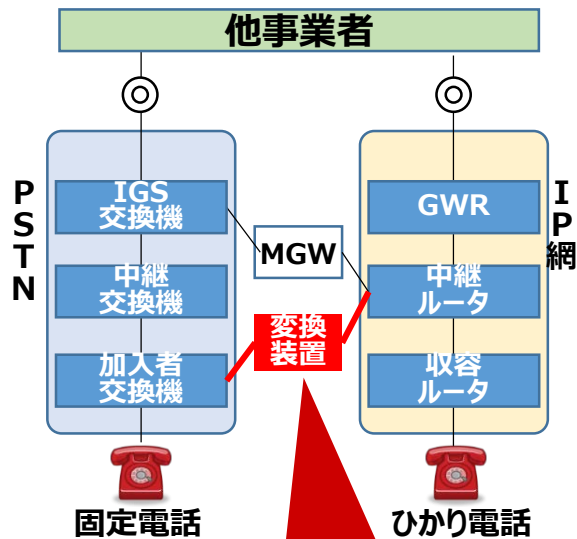 他事業者
PSTN
IGS
交換機
中継
交換機
加入者
交換機
MGW
変換
装置
GWR
中継
ルータ
収容
ルータ
IP網
固定電話
ひかり電話